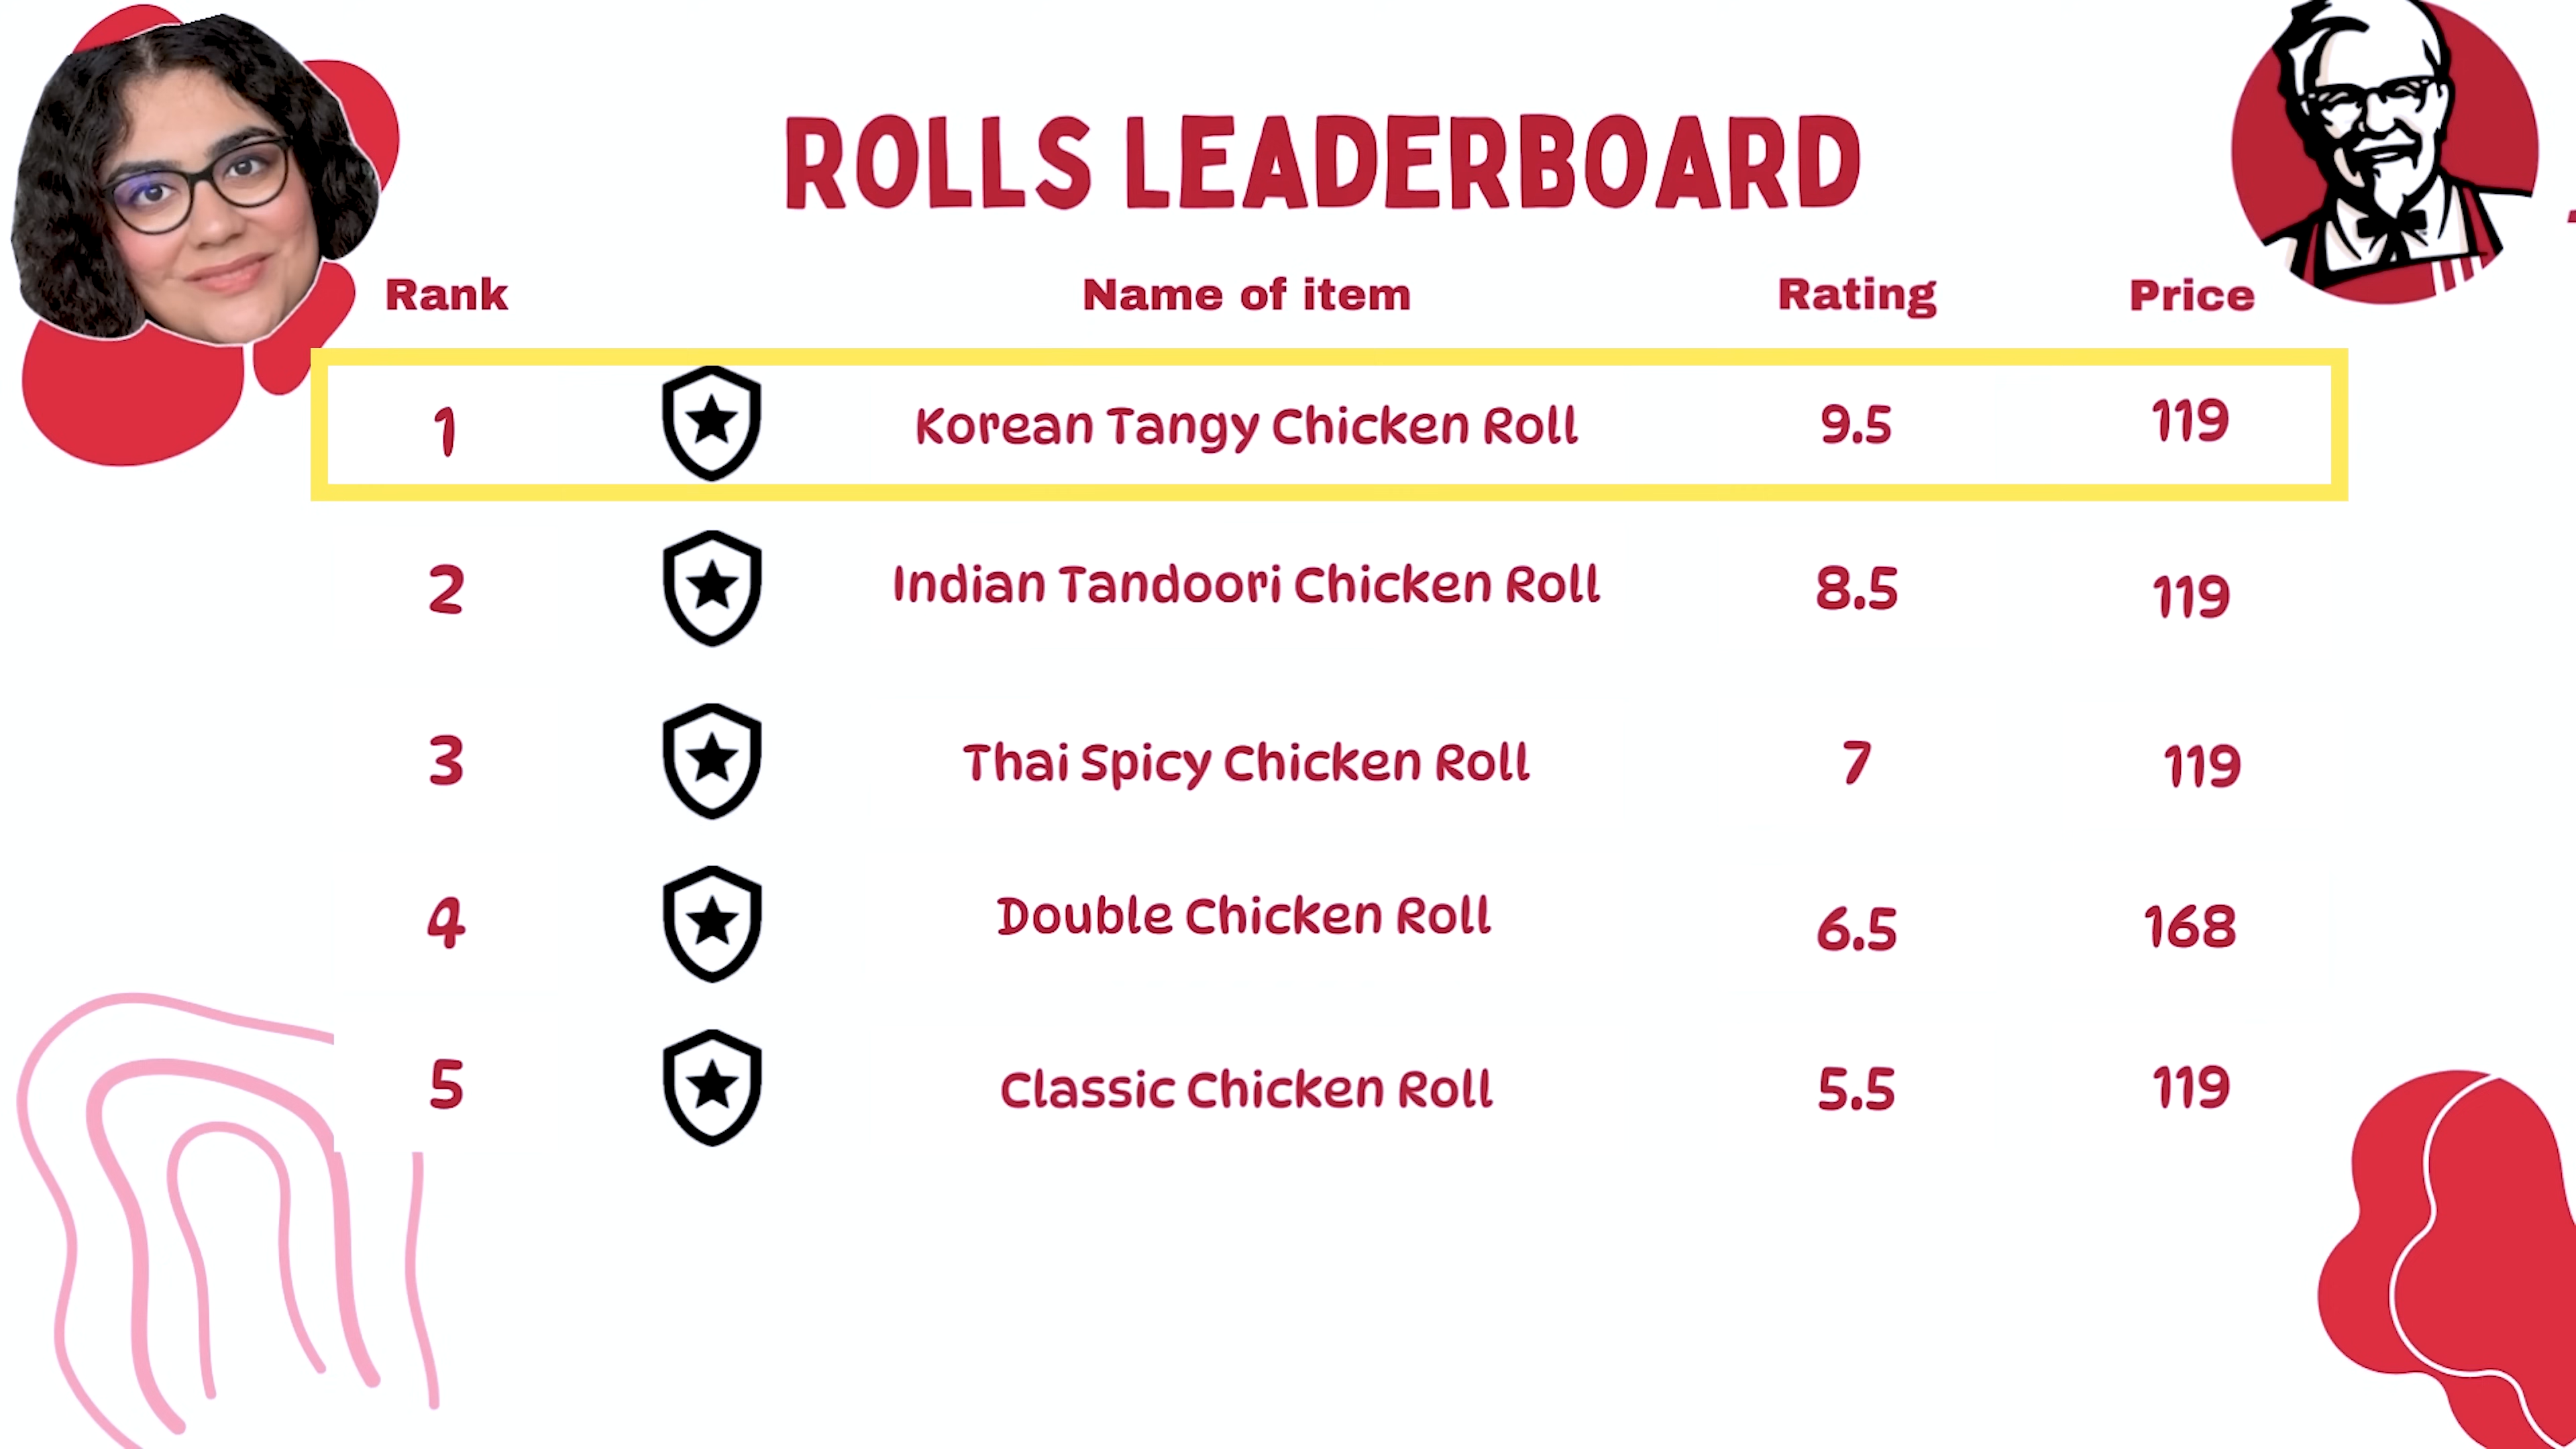 ROLLS LEADERBOARD
Rank Name of item Rating Price
1 Korean Tangy Chicken Roll 9.5 119
2 Indian Tandoori Chicken Roll 8.5 119
3 Thai Spicy Chicken Roll 7 119
4 Double Chicken Roll 6.5 168
5 Classic Chicken Roll 5.5 119